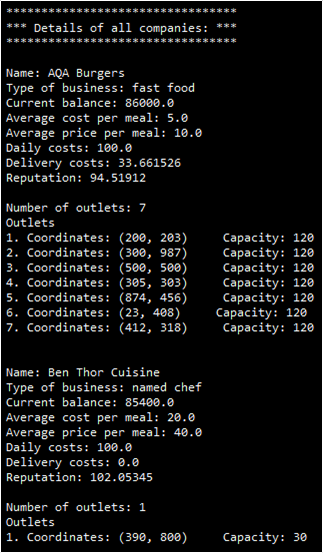 *********************************
*** Details of all companies: ***
*********************************
Name: AQA Burgers
Type of business: fast food
Current balance: 86000.0
Average cost per meal: 5.0
Average price per meal: 10.0
Daily costs: 100.0
Delivery costs: 33.661526
Reputation: 94.51912
Number of outlets: 7
Outlets
1. Coordinates: (200, 203) Capacity: 120
2. Coordinates: (300, 987) Capacity: 120
3. Coordinates: (500, 500) Capacity: 120
4. Coordinates: (305, 303) Capacity: 120
5. Coordinates: (874, 456) Capacity: 120
6. Coordinates: (23, 408) Capacity: 120
7. Coordinates: (412, 318) Capacity: 120
Name: Ben Thor Cuisine
Type of business: named chef
Current balance: 85400.0
Average cost per meal: 20.0
Average price per meal: 40.0
Daily costs: 100.0
Delivery costs: 0.0
Reputation: 102.05345
Number of outlets: 1
Outlets
1. Coordinates: (390, 800) Capacity: 30